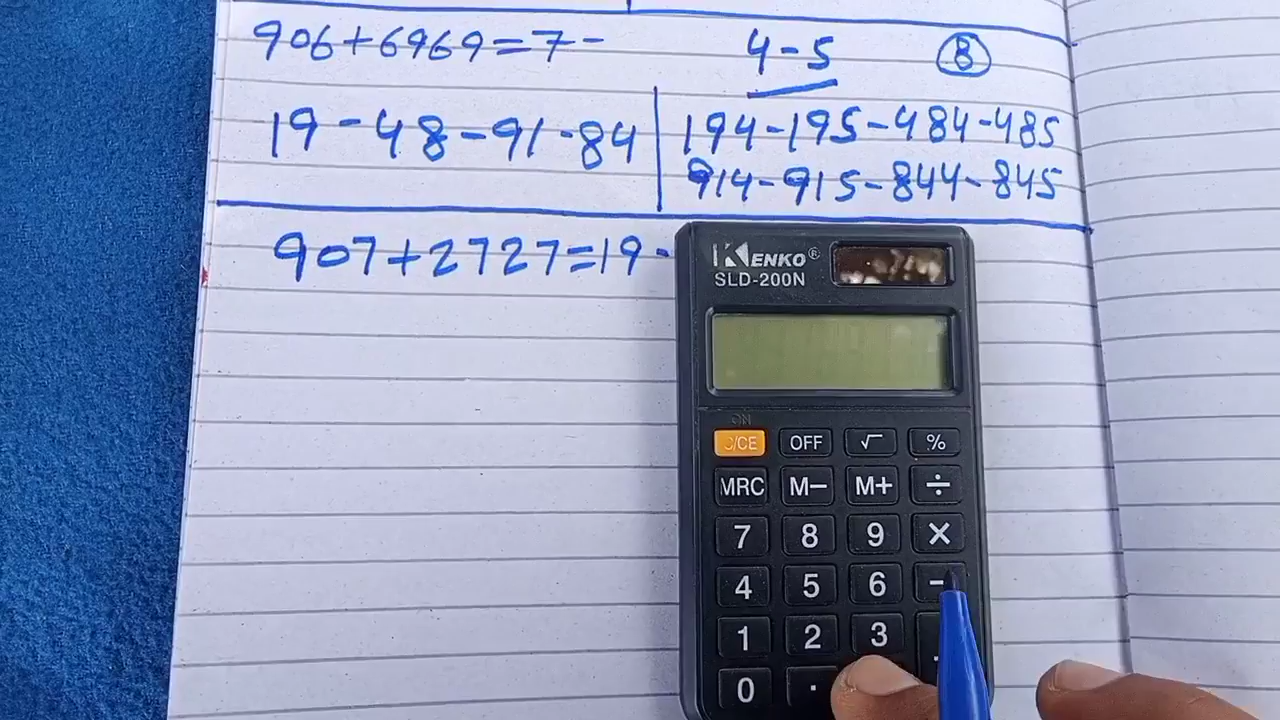 906+6969=7-
4-5
8
19-48-91-84
194-195-484-485
914-915-844-845
907+2727=19-
KENKO®
SLD-200N
ON
C/CE OFF √ %
MRC M− M+ ÷
7 8 9 ×
4 5 6 −
1 2 3
0 .